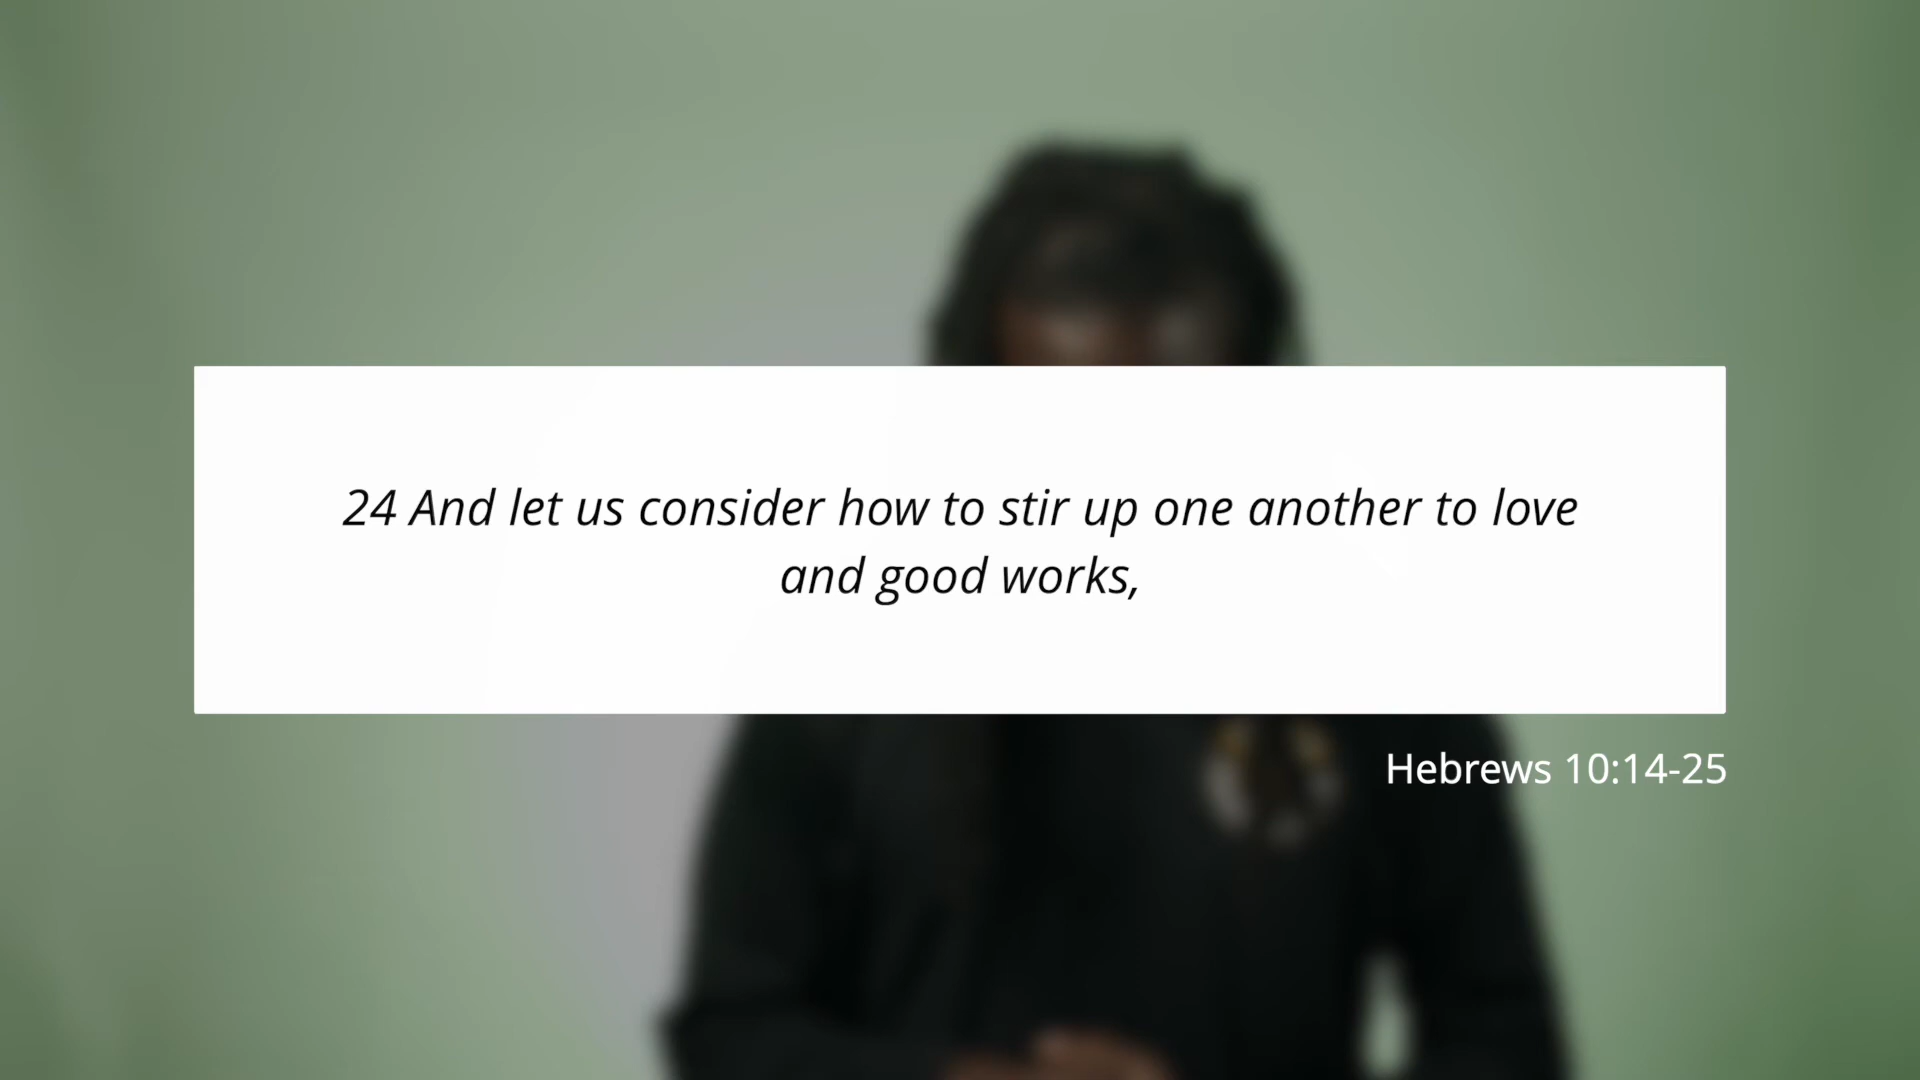 24 And let us consider how to stir up one another to love
and good works,
Hebrews 10:14-25